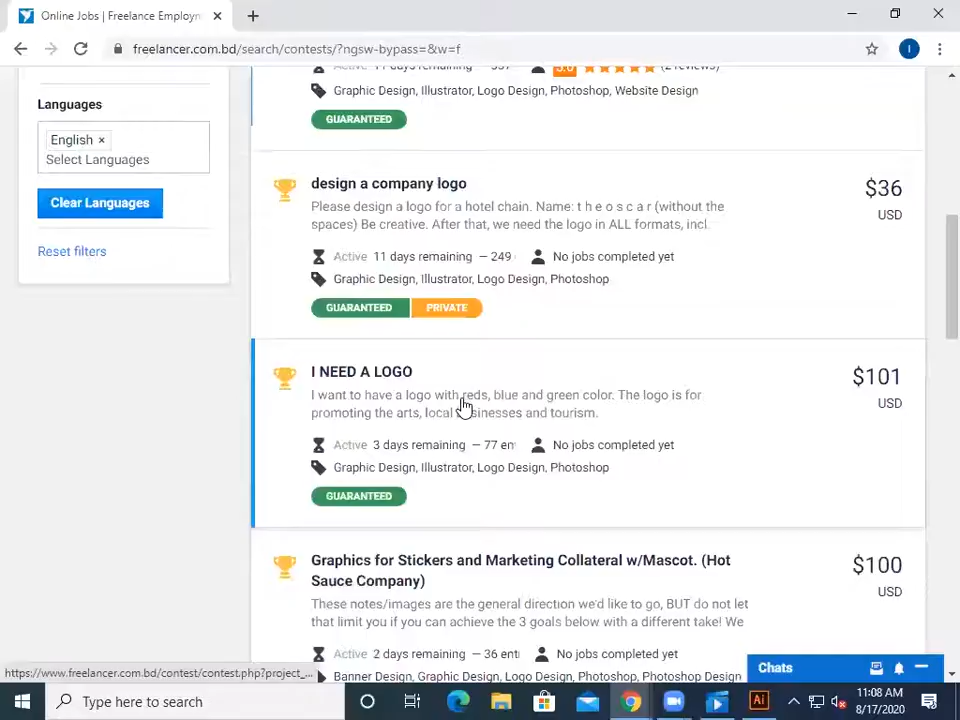 Online Jobs | Freelance Employm
freelancer.com.bd/search/contests/?ngsw-bypass=&w=f
I
Languages
English ×
Select Languages
Clear Languages
Reset filters
Active 11 days remaining 5.0 (2 reviews)
Graphic Design, Illustrator, Logo Design, Photoshop, Website Design
GUARANTEED
design a company logo
$36
USD
Please design a logo for a hotel chain. Name: t h e o s c a r (without the
spaces) Be creative. After that, we need the logo in ALL formats, incl.
Active 11 days remaining – 249 No jobs completed yet
Graphic Design, Illustrator, Logo Design, Photoshop
GUARANTEED PRIVATE
I NEED A LOGO
$101
USD
I want to have a logo with reds, blue and green color. The logo is for
promoting the arts, local businesses and tourism.
Active 3 days remaining – 77 en No jobs completed yet
Graphic Design, Illustrator, Logo Design, Photoshop
GUARANTEED
Graphics for Stickers and Marketing Collateral w/Mascot. (Hot
Sauce Company)
$100
USD
These notes/images are the general direction we'd like to go, BUT do not let
that limit you if you can achieve the 3 goals below with a different take! We
Active 2 days remaining – 36 ent No jobs completed yet
Banner Design, Graphic Design, Logo Design, Photoshop, Photoshop Design
https://www.freelancer.com.bd/contest/contest.php?project_...
Chats
Type here to search
Ai
11:08 AM
8/17/2020